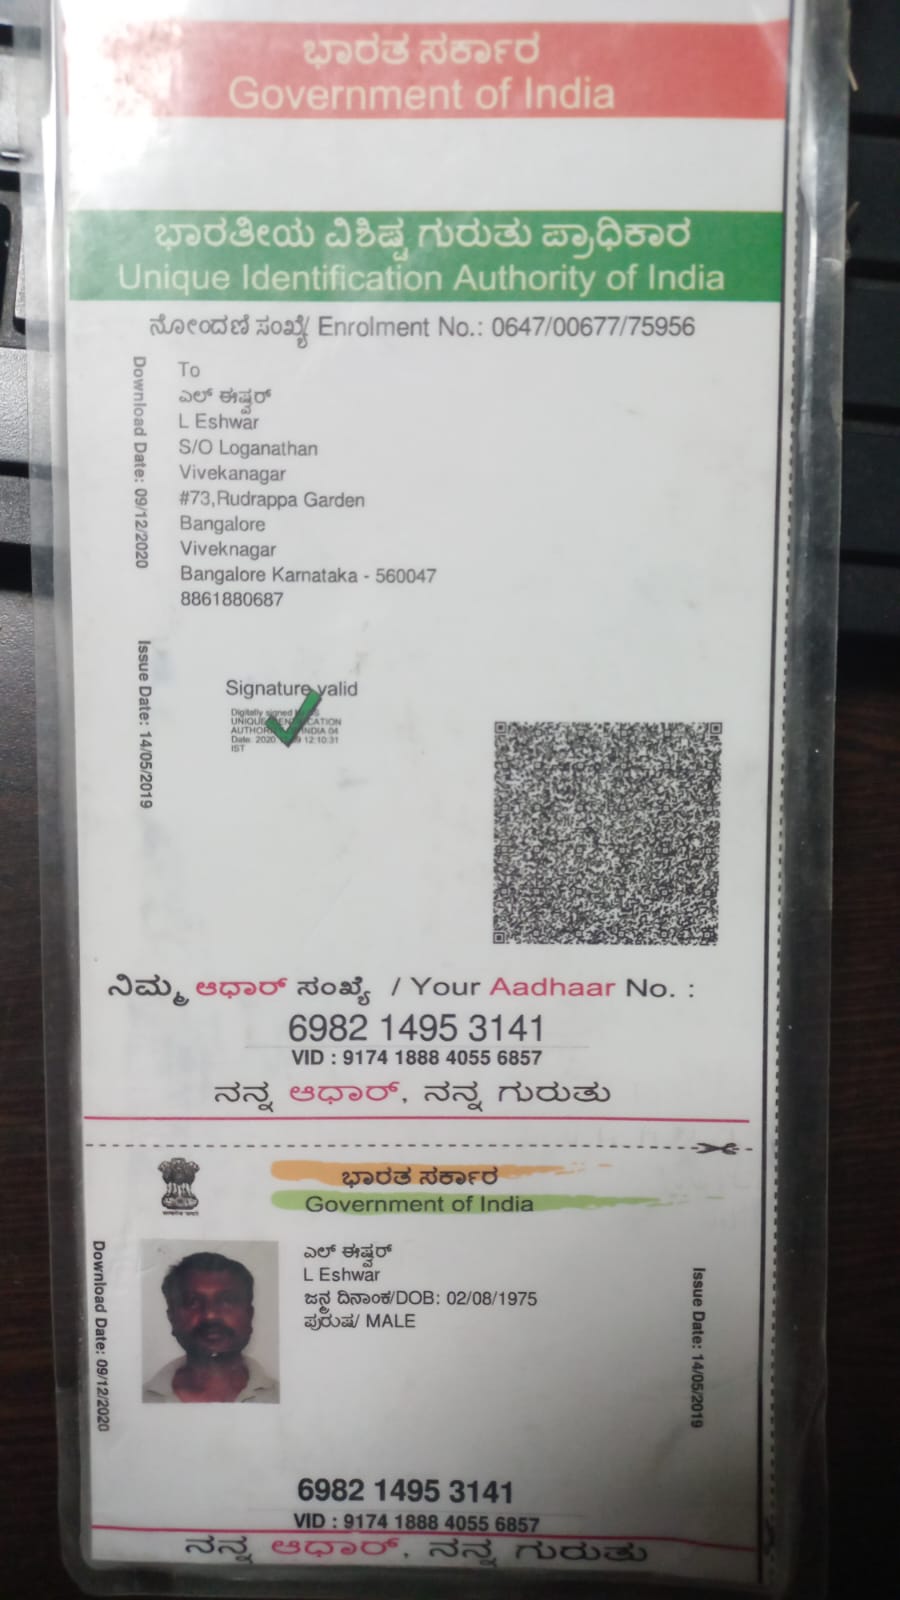 ಭಾರತ ಸರ್ಕಾರ
Government of India
ಭಾರತೀಯ ವಿಶಿಷ್ಟ ಗುರುತು ಪ್ರಾಧಿಕಾರ
Unique Identification Authority of India
ನೋಂದಣಿ ಸಂಖ್ಯೆ/ Enrolment No.: 0647/00677/75956
Download Date: 09/12/2020
To
ಎಲ್ ಈಷ್ವರ್
L Eshwar
S/O Loganathan
Vivekanagar
#73,Rudrappa Garden
Bangalore
Viveknagar
Bangalore Karnataka - 560047
8861880687
Issue Date: 14/05/2019
Signature valid
Digitally signed
UNIQUE IDENTIFICATION
AUTHORITY INDIA 04
Date: 2020 12:10:31
IST
ನಿಮ್ಮ ಆಧಾರ್ ಸಂಖ್ಯೆ / Your Aadhaar No. :
6982 1495 3141
VID : 9174 1888 4055 6857
ನನ್ನ ಆಧಾರ್, ನನ್ನ ಗುರುತು
ಭಾರತ ಸರ್ಕಾರ
Government of India
Download Date: 09/12/2020
ಎಲ್ ಈಷ್ವರ್
L Eshwar
ಜನ್ಮ ದಿನಾಂಕ/DOB: 02/08/1975
ಪುರುಷ/ MALE
Issue Date: 14/05/2019
6982 1495 3141
VID : 9174 1888 4055 6857
ನನ್ನ ಆಧಾರ್, ನನ್ನ ಗುರುತು